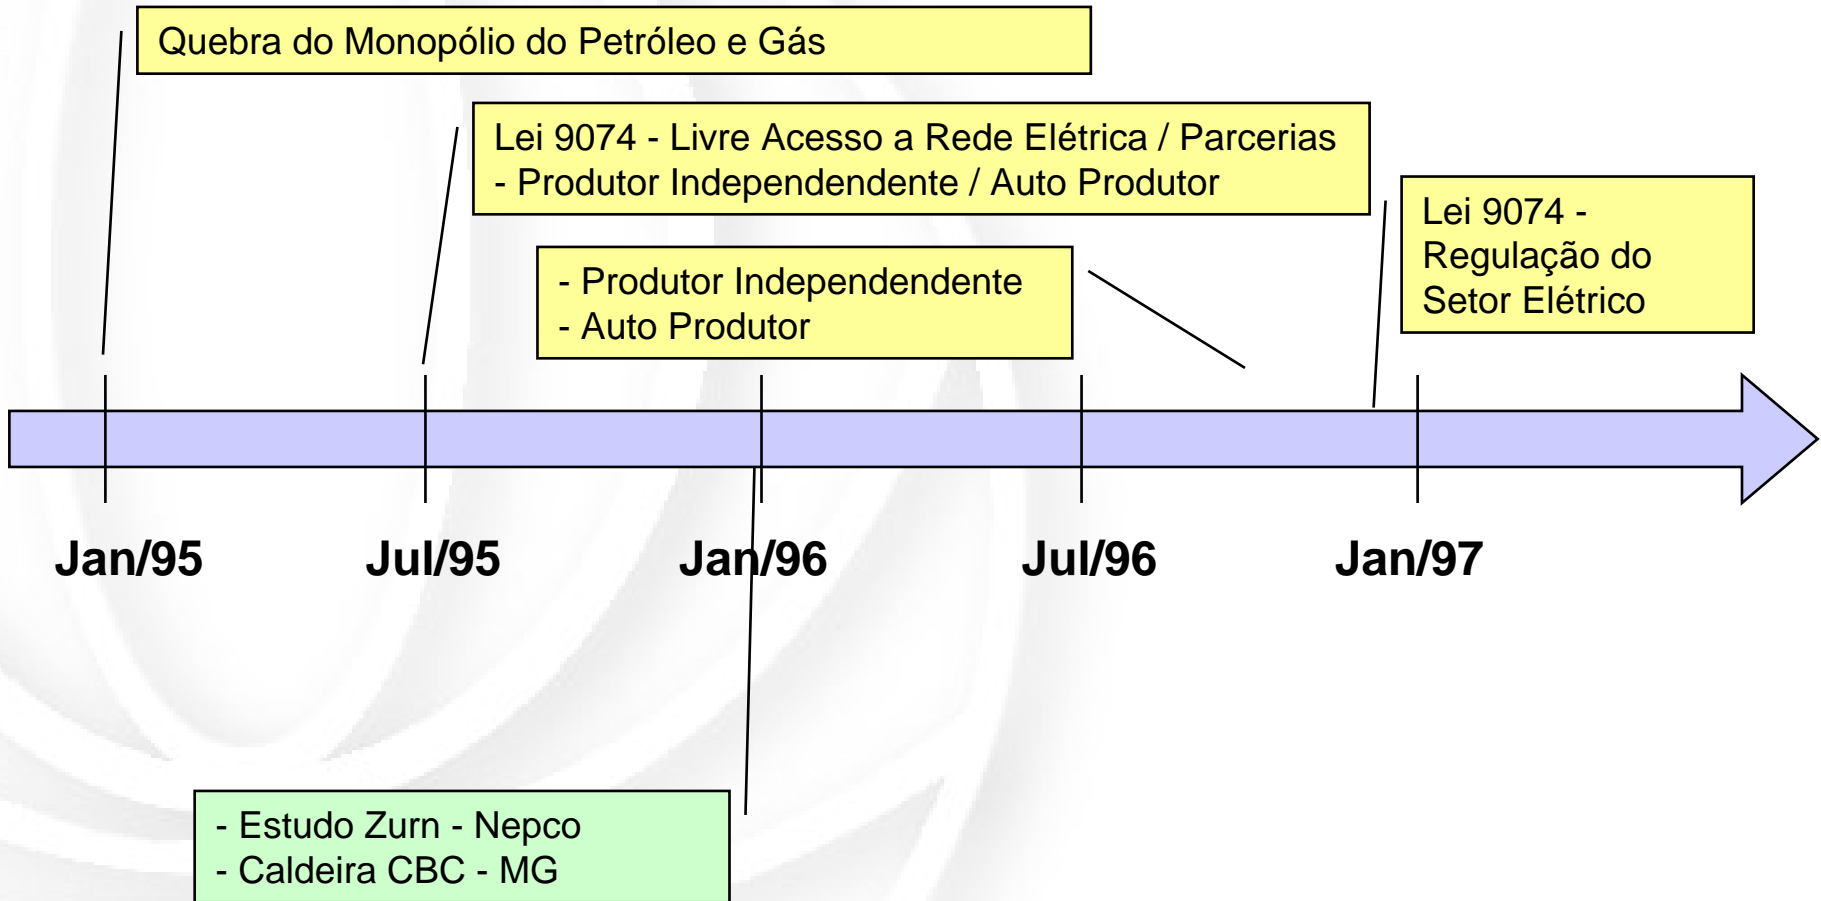 Quebra do Monopólio do Petróleo e Gás
Lei 9074 - Livre Acesso a Rede Elétrica / Parcerias
- Produtor Independendente / Auto Produtor
Lei 9074 -
Regulação do
Setor Elétrico
- Produtor Independendente
- Auto Produtor
Jan/95
Jul/95
Jan/96
Jul/96
Jan/97
- Estudo Zurn - Nepco
- Caldeira CBC - MG